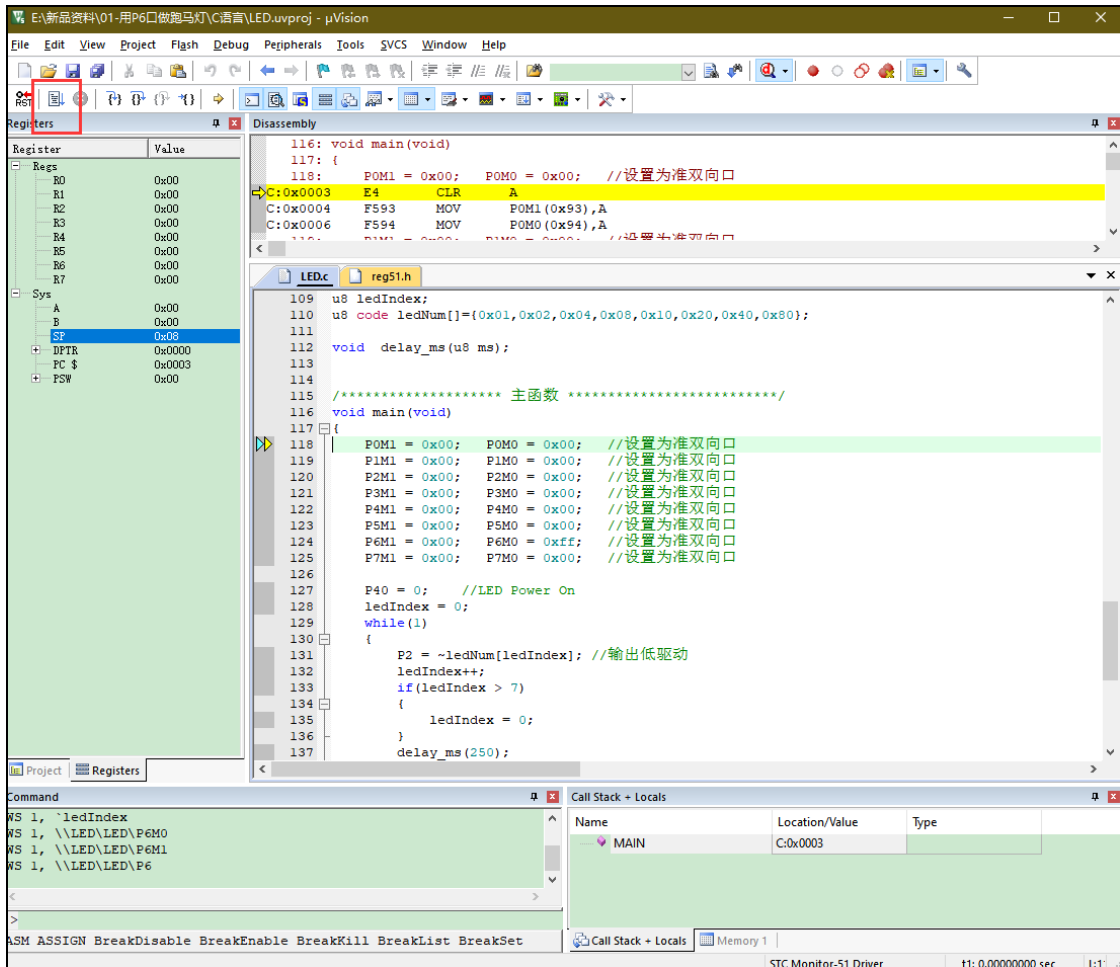 E:\新品资料\01-用P6口做跑马灯\C语言\LED.uvproj - µVision
File Edit View Project Flash Debug Peripherals Tools SVCS Window Help
RST
Registers
Register Value
Regs
R0 0x00
R1 0x00
R2 0x00
R3 0x00
R4 0x00
R5 0x00
R6 0x00
R7 0x00
Sys
A 0x00
B 0x00
SP 0x08
DPTR 0x0000
PC $ 0x0003
PSW 0x00
Project Registers
Disassembly
116: void main(void)
117: {
118: P0M1 = 0x00; P0M0 = 0x00; //设置为准双向口
C:0x0003 E4 CLR A
C:0x0004 F593 MOV P0M1(0x93),A
C:0x0006 F594 MOV P0M0(0x94),A
119: P1M1 = 0x00; P1M0 = 0x00; //设置为准双向口
LED.c reg51.h
109 u8 ledIndex;
110 u8 code ledNum[]={0x01,0x02,0x04,0x08,0x10,0x20,0x40,0x80};
111
112 void delay_ms(u8 ms);
113
114
115 /******************** 主函数 **************************/
116 void main(void)
117 {
118 P0M1 = 0x00; P0M0 = 0x00; //设置为准双向口
119 P1M1 = 0x00; P1M0 = 0x00; //设置为准双向口
120 P2M1 = 0x00; P2M0 = 0x00; //设置为准双向口
121 P3M1 = 0x00; P3M0 = 0x00; //设置为准双向口
122 P4M1 = 0x00; P4M0 = 0x00; //设置为准双向口
123 P5M1 = 0x00; P5M0 = 0x00; //设置为准双向口
124 P6M1 = 0x00; P6M0 = 0xff; //设置为准双向口
125 P7M1 = 0x00; P7M0 = 0x00; //设置为准双向口
126
127 P40 = 0; //LED Power On
128 ledIndex = 0;
129 while(1)
130 {
131 P2 = ~ledNum[ledIndex]; //输出低驱动
132 ledIndex++;
133 if(ledIndex > 7)
134 {
135 ledIndex = 0;
136 }
137 delay_ms(250);
Command
WS 1, `ledIndex
WS 1, \\LED\LED\P6M0
WS 1, \\LED\LED\P6M1
WS 1, \\LED\LED\P6
>
ASM ASSIGN BreakDisable BreakEnable BreakKill BreakList BreakSet
Call Stack + Locals
Name Location/Value Type
MAIN C:0x0003
Call Stack + Locals Memory 1
STC Monitor-51 Driver t1: 0.00000000 sec